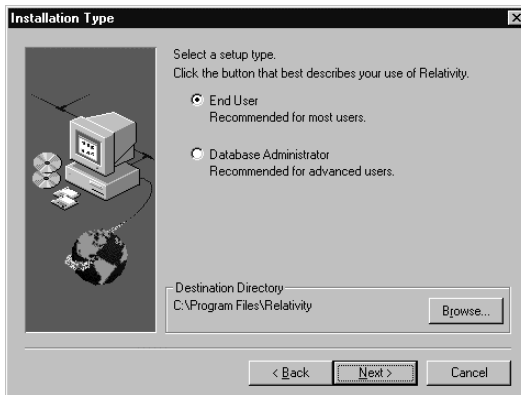 Installation Type
Select a setup type.
Click the button that best describes your use of Relativity.
End User
Recommended for most users.
Database Administrator
Recommended for advanced users.
Destination Directory
C:\Program Files\Relativity
Browse...
< Back
Next >
Cancel